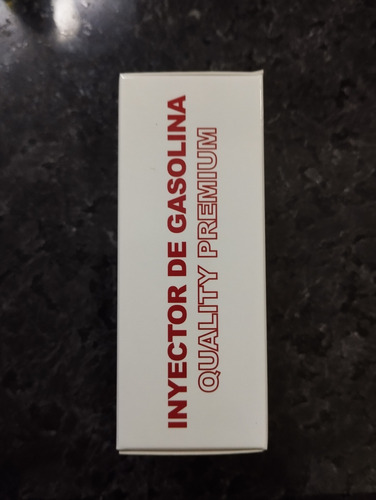 INYECTOR DE GASOLINA
QUALITY PREMIUM